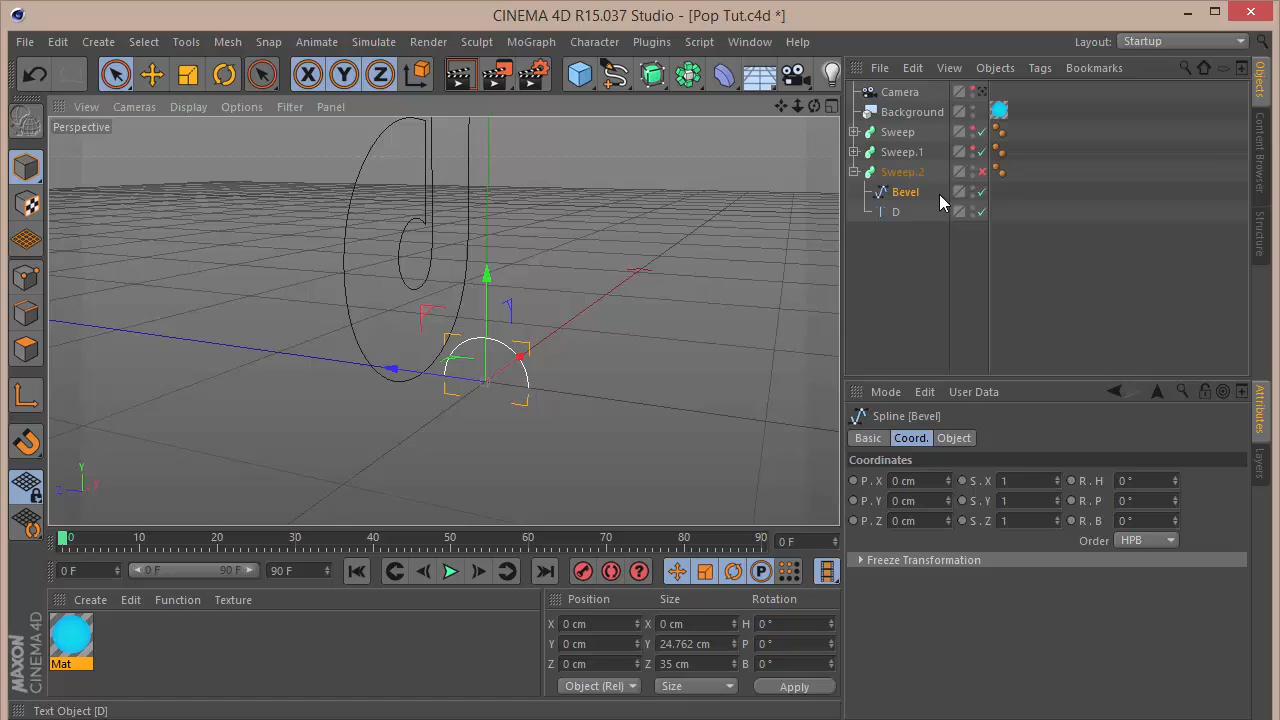 CINEMA 4D R15.037 Studio - [Pop Tut.c4d *]
File Edit Create Select Tools Mesh Snap Animate Simulate Render Sculpt MoGraph Character Plugins Script Window Help
Layout: Startup
X Y Z
File Edit View Objects Tags Bookmarks
View Cameras Display Options Filter Panel
Perspective
Camera
Background
Sweep
Sweep.1
Sweep.2
Bevel
D
Objects
Content Browser
Structure
Mode Edit User Data
Spline [Bevel]
Basic Coord. Object
Coordinates
P . X 0 cm S . X 1 R . H 0 °
P . Y 0 cm S . Y 1 R . P 0 °
P . Z 0 cm S . Z 1 R . B 0 °
Order HPB
Freeze Transformation
Attributes
Layers
Y
Z X
0 10 20 30 40 50 60 70 80 90
0 F
0 F 0 F 90 F 90 F
P
Create Edit Function Texture
Mat
Position Size Rotation
X 0 cm X 0 cm H 0 °
Y 0 cm Y 24.762 cm P 0 °
Z 0 cm Z 35 cm B 0 °
Object (Rel) Size Apply
MAXON
CINEMA 4D
Text Object [D]